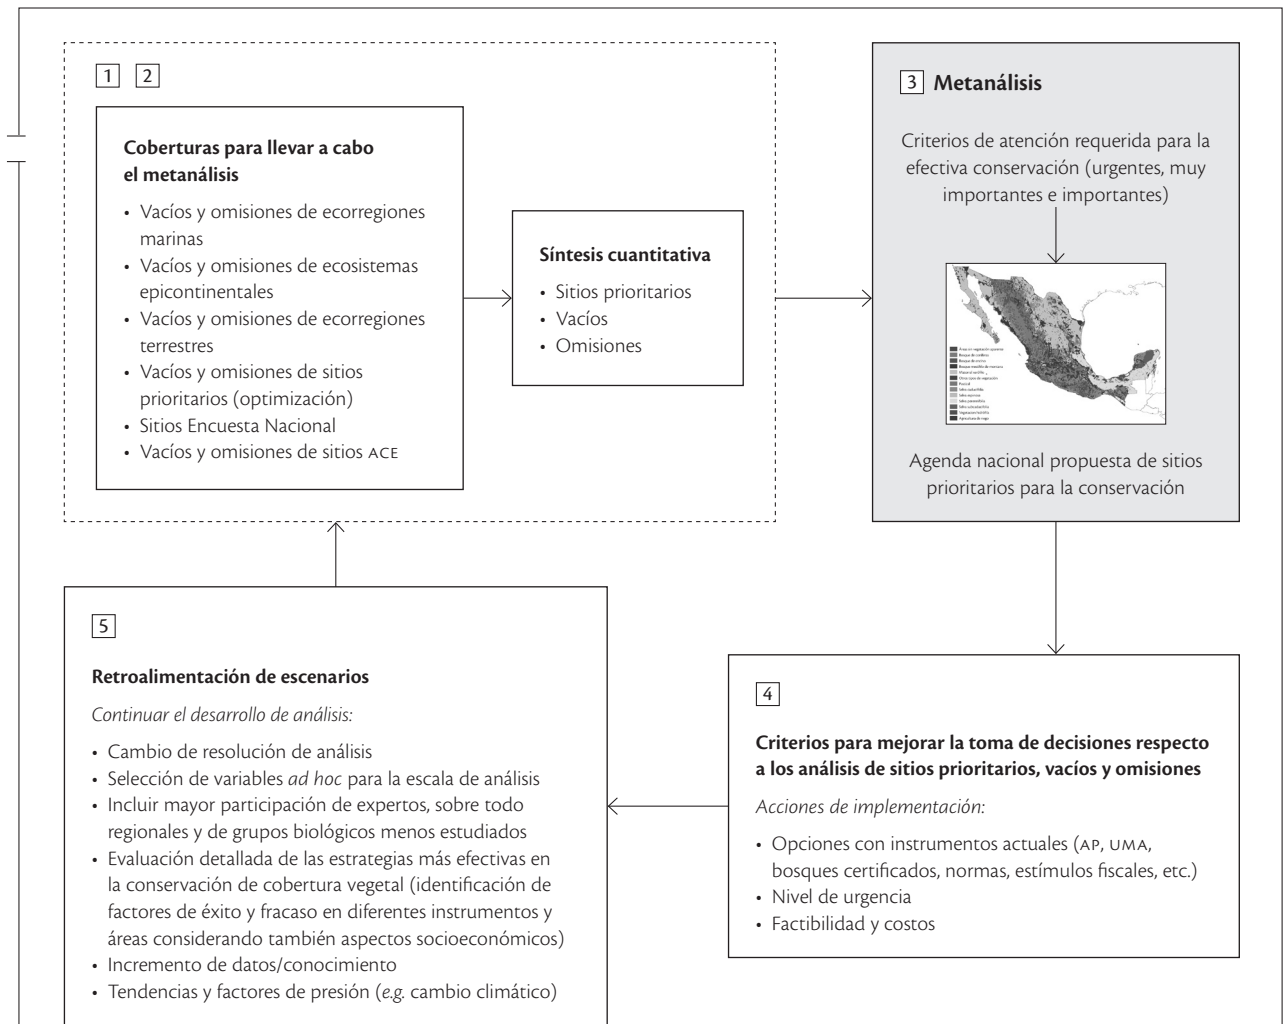 1 2
Coberturas para llevar a cabo
el metanálisis
• Vacíos y omisiones de ecorregiones
marinas
• Vacíos y omisiones de ecosistemas
epicontinentales
• Vacíos y omisiones de ecorregiones
terrestres
• Vacíos y omisiones de sitios
prioritarios (optimización)
• Sitios Encuesta Nacional
• Vacíos y omisiones de sitios ACE
Síntesis cuantitativa
• Sitios prioritarios
• Vacíos
• Omisiones
3 Metanálisis
Criterios de atención requerida para la
efectiva conservación (urgentes, muy
importantes e importantes)
Agenda nacional propuesta de sitios
prioritarios para la conservación
4
Criterios para mejorar la toma de decisiones respecto
a los análisis de sitios prioritarios, vacíos y omisiones
Acciones de implementación:
• Opciones con instrumentos actuales (AP, UMA,
bosques certificados, normas, estímulos fiscales, etc.)
• Nivel de urgencia
• Factibilidad y costos
5
Retroalimentación de escenarios
Continuar el desarrollo de análisis:
• Cambio de resolución de análisis
• Selección de variables ad hoc para la escala de análisis
• Incluir mayor participación de expertos, sobre todo
regionales y de grupos biológicos menos estudiados
• Evaluación detallada de las estrategias más efectivas en
la conservación de cobertura vegetal (identificación de
factores de éxito y fracaso en diferentes instrumentos y
áreas considerando también aspectos socioeconómicos)
• Incremento de datos/conocimiento
• Tendencias y factores de presión (e.g. cambio climático)